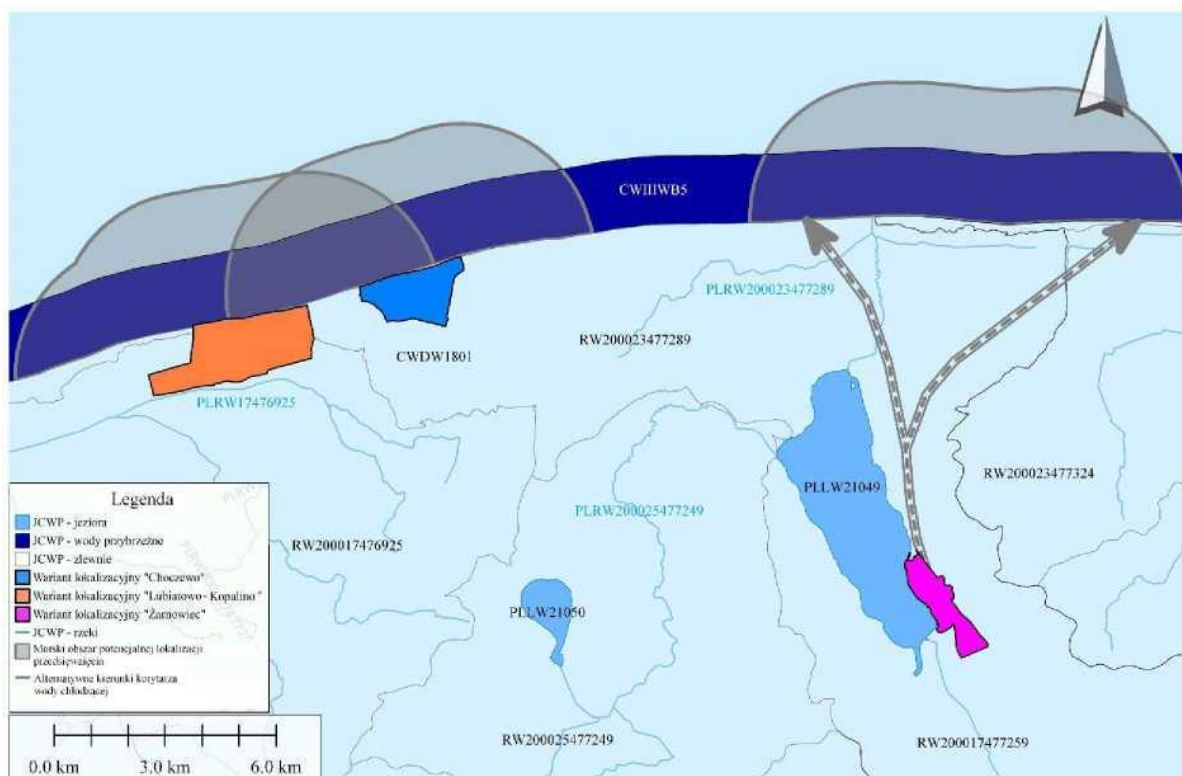 CWIIIWB5
PLRW200023477289
RW200023477289
CWDW1801
PLRW17476925
PLLW21049
RW200023477324
PLRW200025477249
RW200017476925
PLLW21050
RW200025477249
RW200017477259
Legenda
JCWP - jeziora
JCWP - wody przybrzeżne
JCWP - zlewnie
Wariant lokalizacyjny "Choczewo"
Wariant lokalizacyjny "Lubiatowo - Kopalino"
Wariant lokalizacyjny "Żarnowiec"
JCWP - rzeki
Morski obszar potencjalnej lokalizacji
przedsięwzięcia
Alternatywne kierunki korytarza
wody chłodzącej
0.0 km 3.0 km 6.0 km